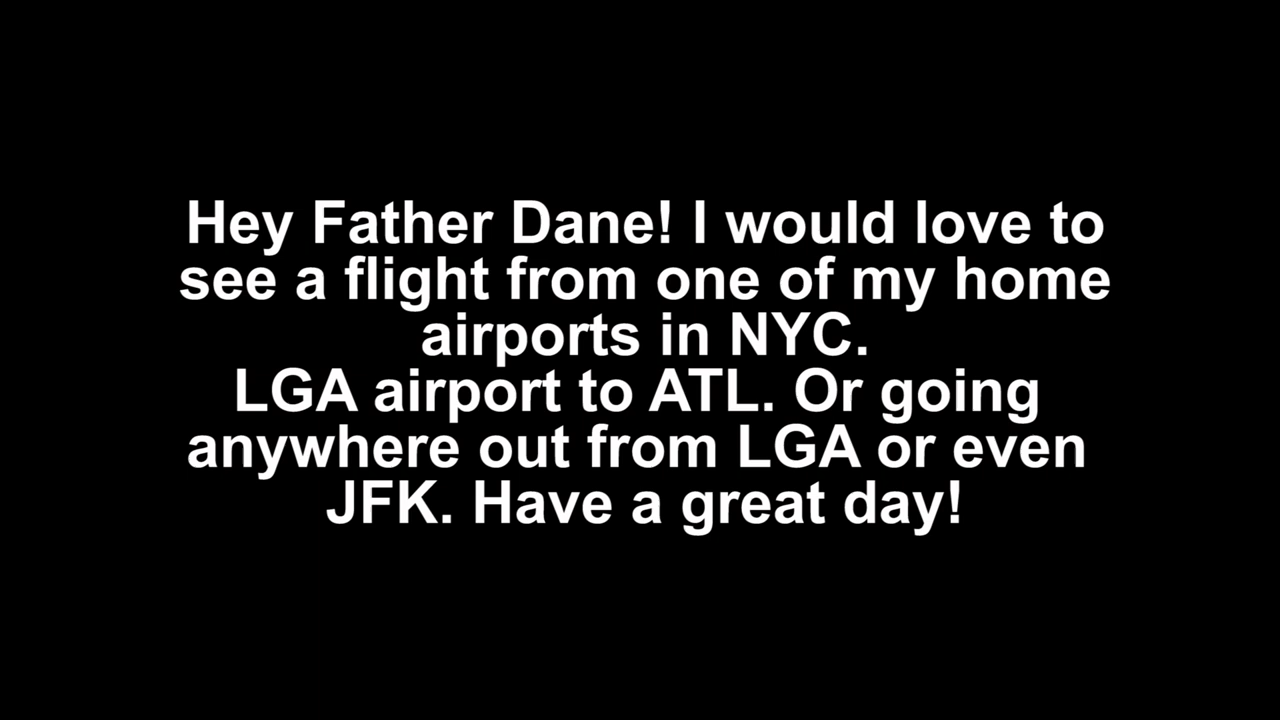 Hey Father Dane! I would love to
see a flight from one of my home
airports in NYC.
LGA airport to ATL. Or going
anywhere out from LGA or even
JFK. Have a great day!